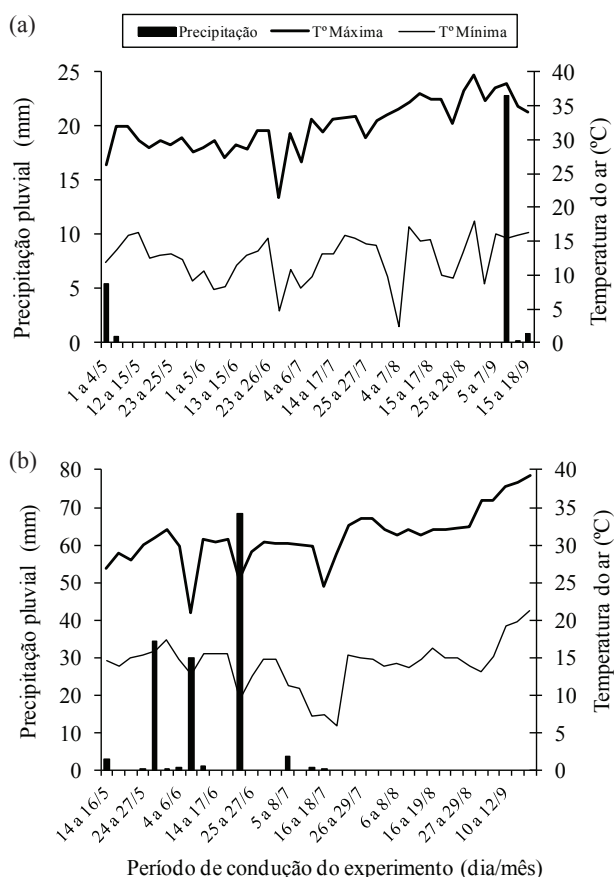 (a)
Precipitação TºMáxima TºMínima
Precipitação pluvial (mm)
25
20
15
10
5
0
40
35
30
25
20
15
10
5
0
Temperatura do ar (ºC)
1 a 4/5
12 a 15/5
23 a 25/5
1 a 5/6
13 a 15/6
23 a 26/6
4 a 6/7
14 a 17/7
25 a 27/7
4 a 7/8
15 a 17/8
25 a 28/8
5 a 7/9
15 a 18/9
(b)
Precipitação pluvial (mm)
80
70
60
50
40
30
20
10
0
40
35
30
25
20
15
10
5
0
Temperatura do ar (ºC)
14 a 16/5
24 a 27/5
4 a 6/6
14 a 17/6
25 a 27/6
5 a 8/7
16 a 18/7
26 a 29/7
6 a 8/8
16 a 19/8
27 a 29/8
10 a 12/9
Período de condução do experimento (dia/mês)